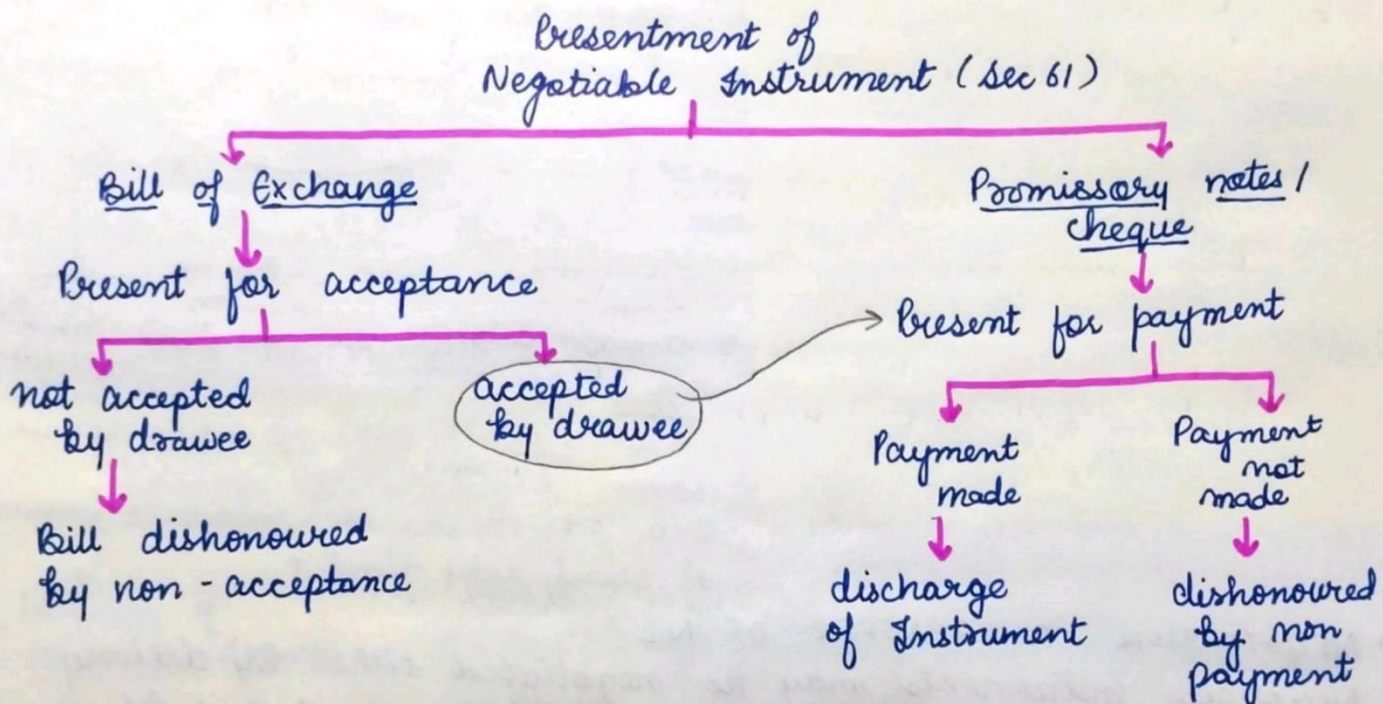 Presentment of
Negotiable Instrument (Sec 61)
Bill of Exchange
Present for acceptance
not accepted
by drawee
Bill dishonoured
by non-acceptance
accepted
by drawee
Promissory notes/
cheque
Present for payment
Payment
made
discharge
of Instrument
Payment
not
made
dishonoured
by non
payment